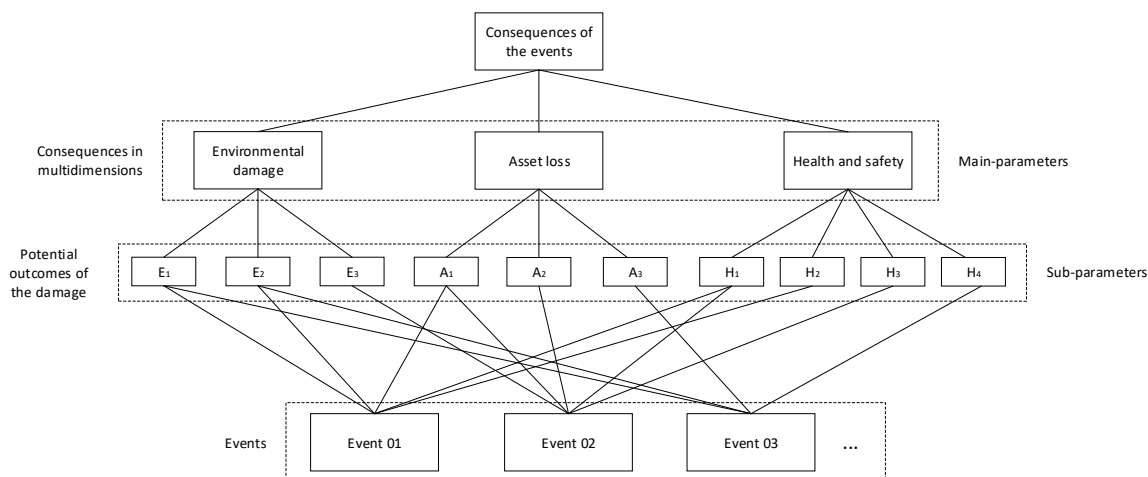 Consequences of
the events
Consequences in
multidimensions
Environmental
damage
Asset loss
Health and safety
Main-parameters
Potential
outcomes of
the damage
E1
E2
E3
A1
A2
A3
H1
H2
H3
H4
Sub-parameters
Events
Event 01
Event 02
Event 03
...